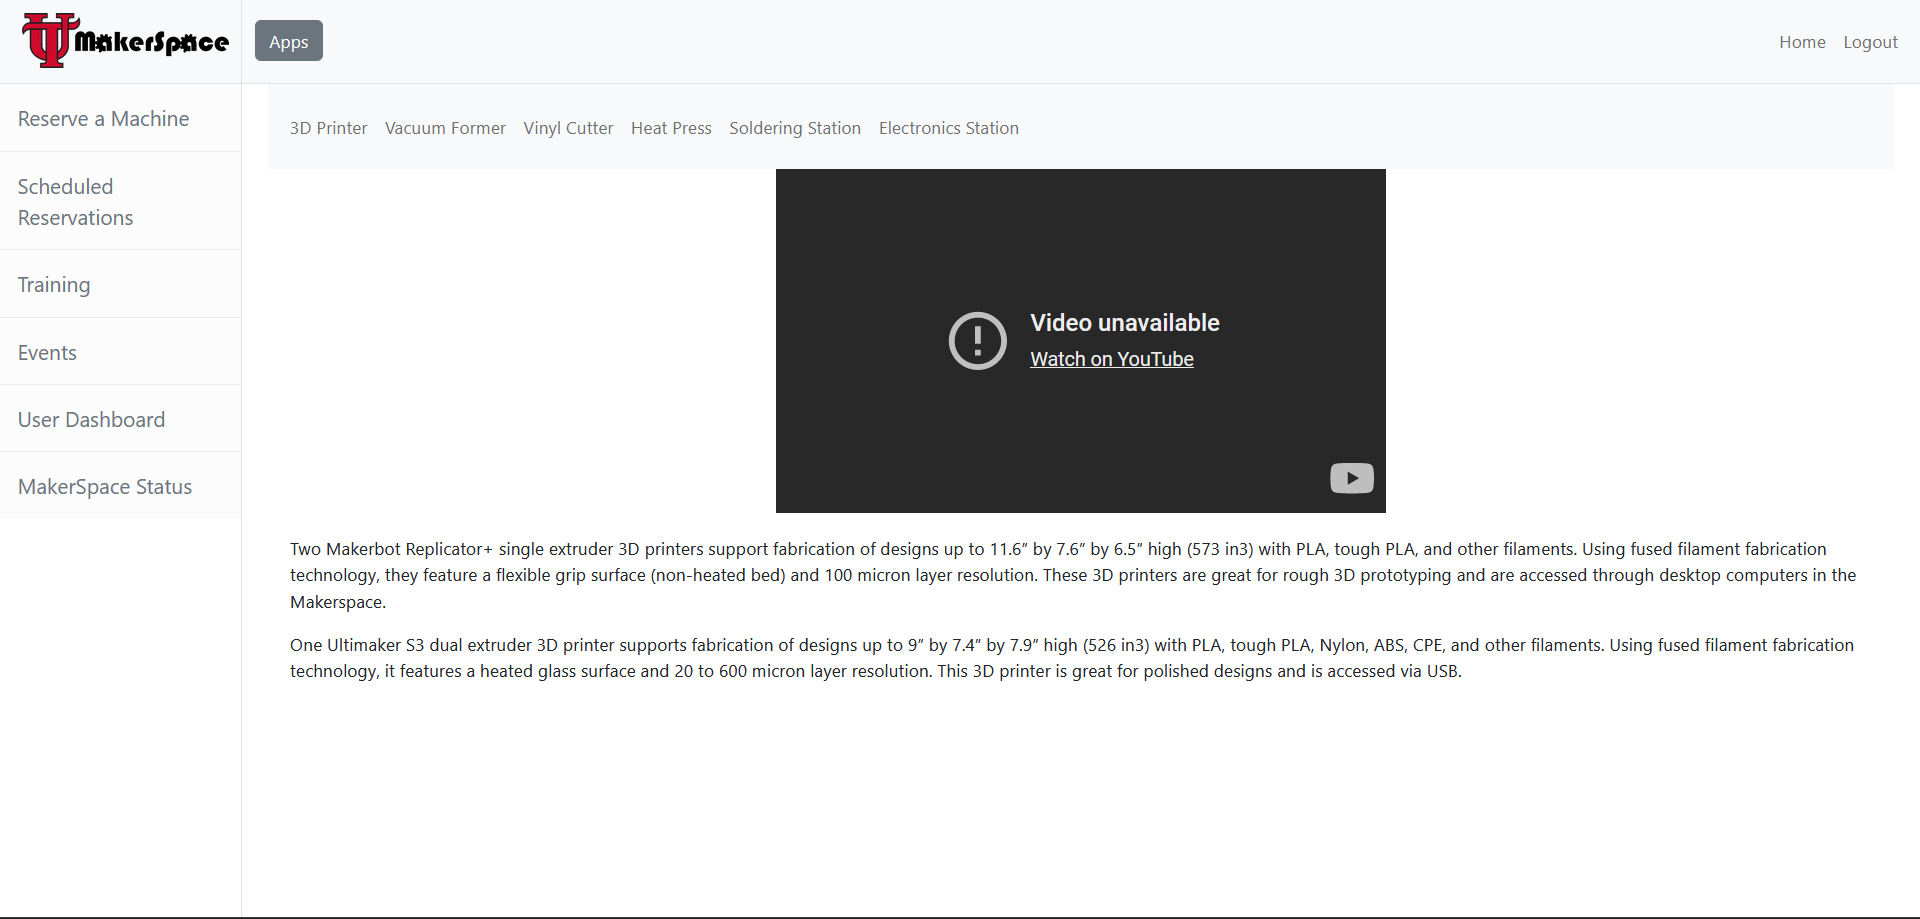 MakerSpace
Apps
Home
Logout
Reserve a Machine
Scheduled
Reservations
Training
Events
User Dashboard
MakerSpace Status
3D Printer
Vacuum Former
Vinyl Cutter
Heat Press
Soldering Station
Electronics Station
Video unavailable
Watch on YouTube
Two Makerbot Replicator+ single extruder 3D printers support fabrication of designs up to 11.6” by 7.6” by 6.5” high (573 in3) with PLA, tough PLA, and other filaments. Using fused filament fabrication
technology, they feature a flexible grip surface (non-heated bed) and 100 micron layer resolution. These 3D printers are great for rough 3D prototyping and are accessed through desktop computers in the
Makerspace.
One Ultimaker S3 dual extruder 3D printer supports fabrication of designs up to 9” by 7.4” by 7.9” high (526 in3) with PLA, tough PLA, Nylon, ABS, CPE, and other filaments. Using fused filament fabrication
technology, it features a heated glass surface and 20 to 600 micron layer resolution. This 3D printer is great for polished designs and is accessed via USB.